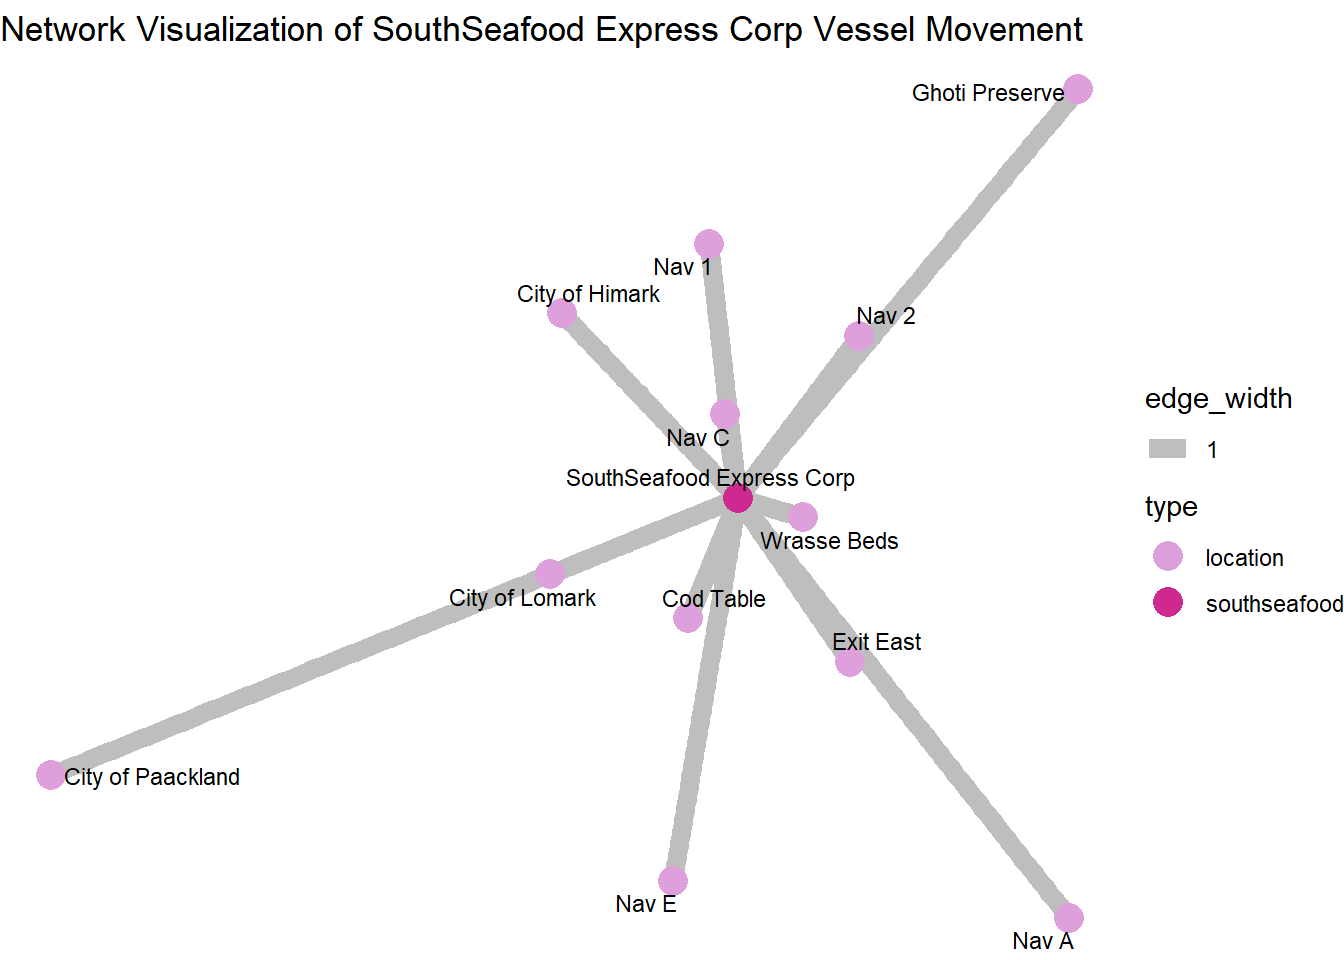 Network Visualization of SouthSeafood Express Corp Vessel Movement
Ghoti Preserve
Nav 1
City of Himark
Nav 2
edge_width
Nav C
1
SouthSeafood Express Corp
type
Wrasse Beds
location
City of Lomark
Cod Table
southseafood
Exit East
City of Paackland
Nav E
Nav A